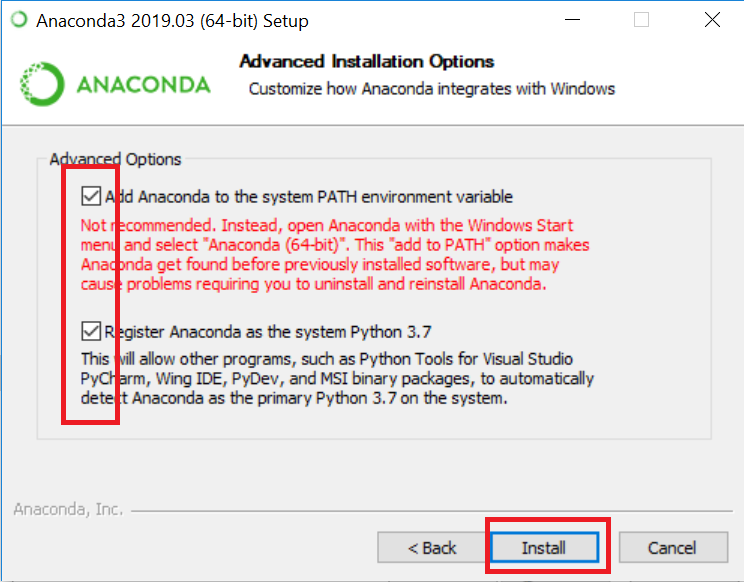 Anaconda3 2019.03 (64-bit) Setup
ANACONDA
Advanced Installation Options
Customize how Anaconda integrates with Windows
Advanced Options
Add Anaconda to the system PATH environment variable
Not recommended. Instead, open Anaconda with the Windows Start
menu and select "Anaconda (64-bit)". This "add to PATH" option makes
Anaconda get found before previously installed software, but may
cause problems requiring you to uninstall and reinstall Anaconda.
Register Anaconda as the system Python 3.7
This will allow other programs, such as Python Tools for Visual Studio
PyCharm, Wing IDE, PyDev, and MSI binary packages, to automatically
detect Anaconda as the primary Python 3.7 on the system.
Anaconda, Inc.
< Back
Install
Cancel